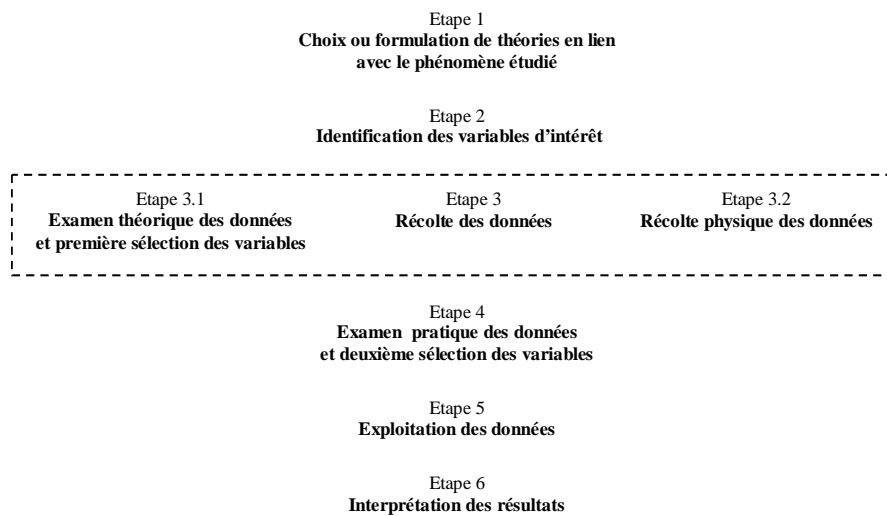 Etape 1
Choix ou formulation de théories en lien
avec le phénomène étudié
Etape 2
Identification des variables d'intérêt
Etape 3.1
Examen théorique des données
et première sélection des variables
Etape 3
Récolte des données
Etape 3.2
Récolte physique des données
Etape 4
Examen pratique des données
et deuxième sélection des variables
Etape 5
Exploitation des données
Etape 6
Interprétation des résultats